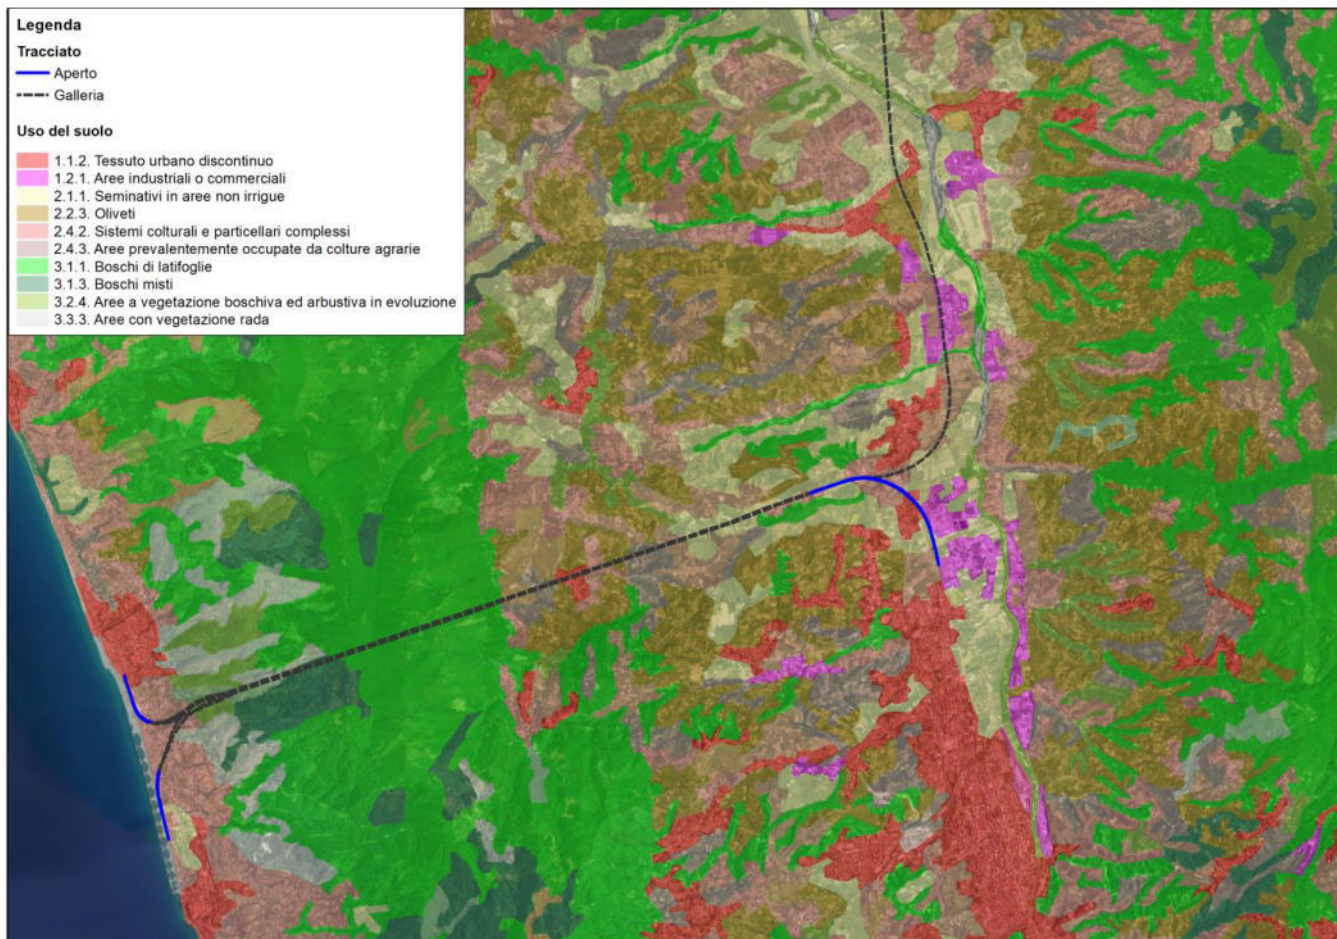 Legenda
Tracciato
Aperto
Galleria
Uso del suolo
1.1.2. Tessuto urbano discontinuo
1.2.1. Aree industriali o commerciali
2.1.1. Seminativi in aree non irrigue
2.2.3. Oliveti
2.4.2. Sistemi colturali e particellari complessi
2.4.3. Aree prevalentemente occupate da colture agrarie
3.1.1. Boschi di latifoglie
3.1.3. Boschi misti
3.2.4. Aree a vegetazione boschiva ed arbustiva in evoluzione
3.3.3. Aree con vegetazione rada